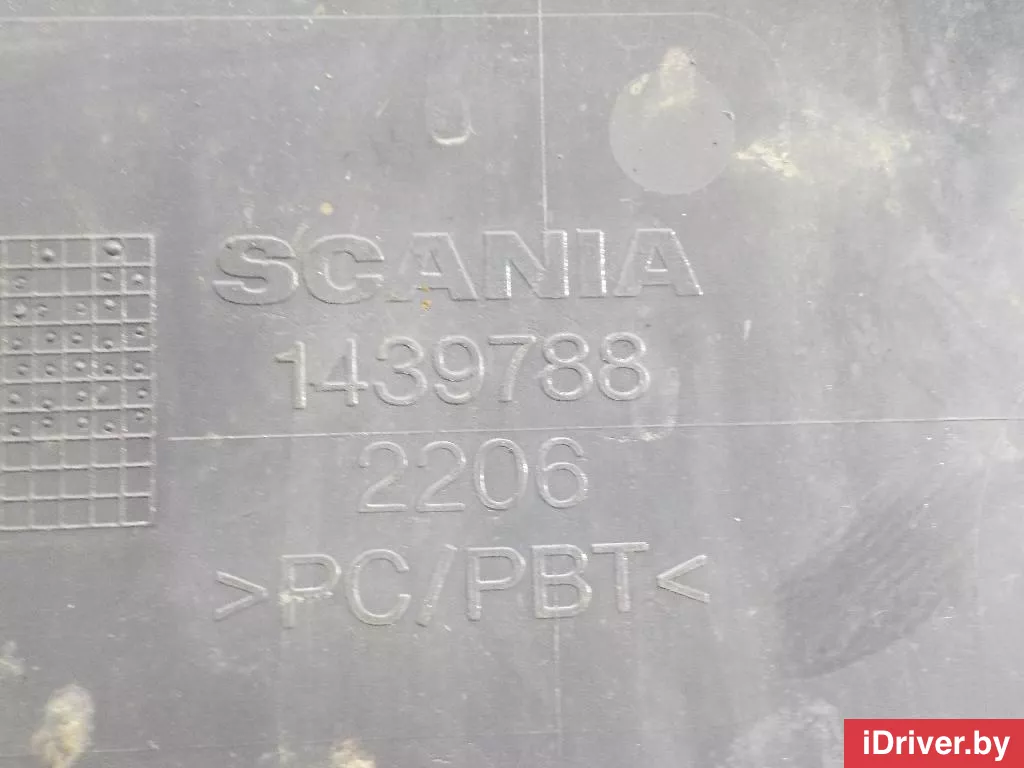 SCANIA
1439788
2206
>PC/PBT<
iDriver.by